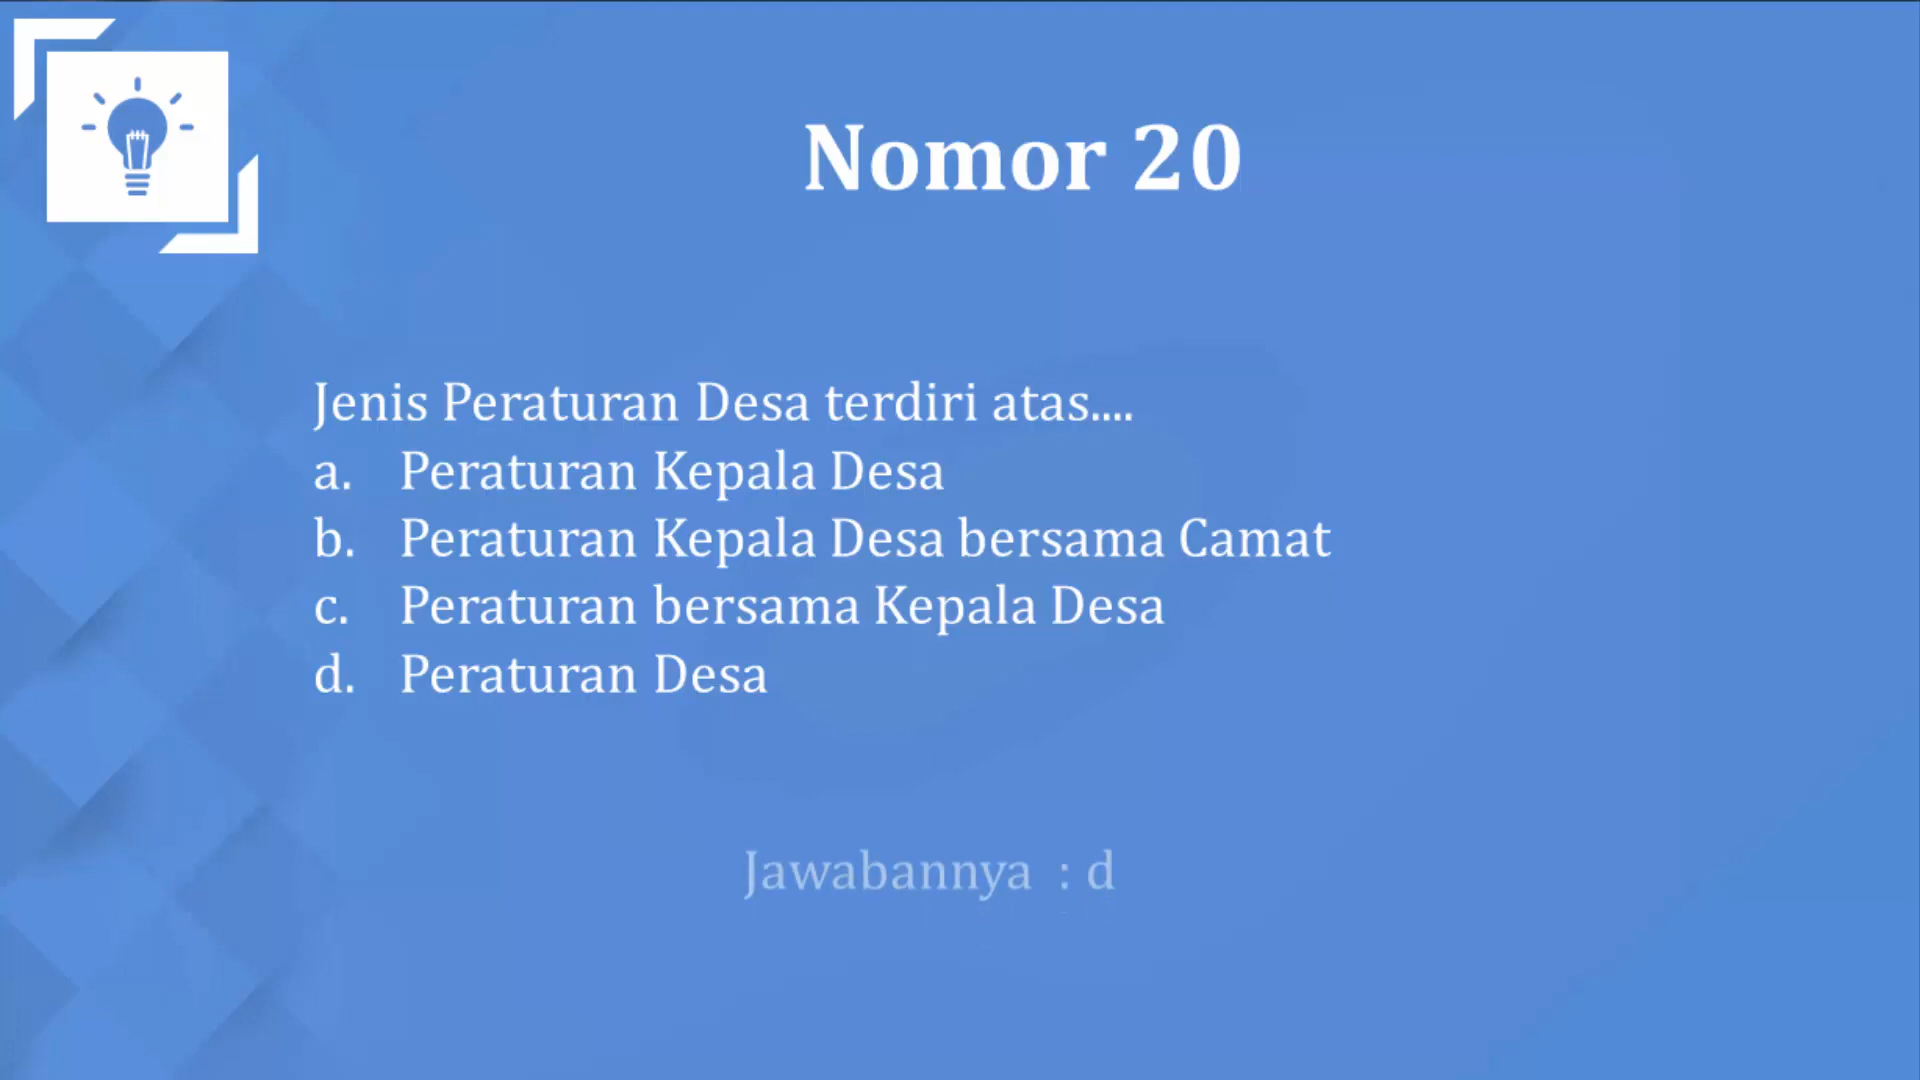 Nomor 20
Jenis Peraturan Desa terdiri atas....
a. Peraturan Kepala Desa
b. Peraturan Kepala Desa bersama Camat
c. Peraturan bersama Kepala Desa
d. Peraturan Desa
Jawabannya : d